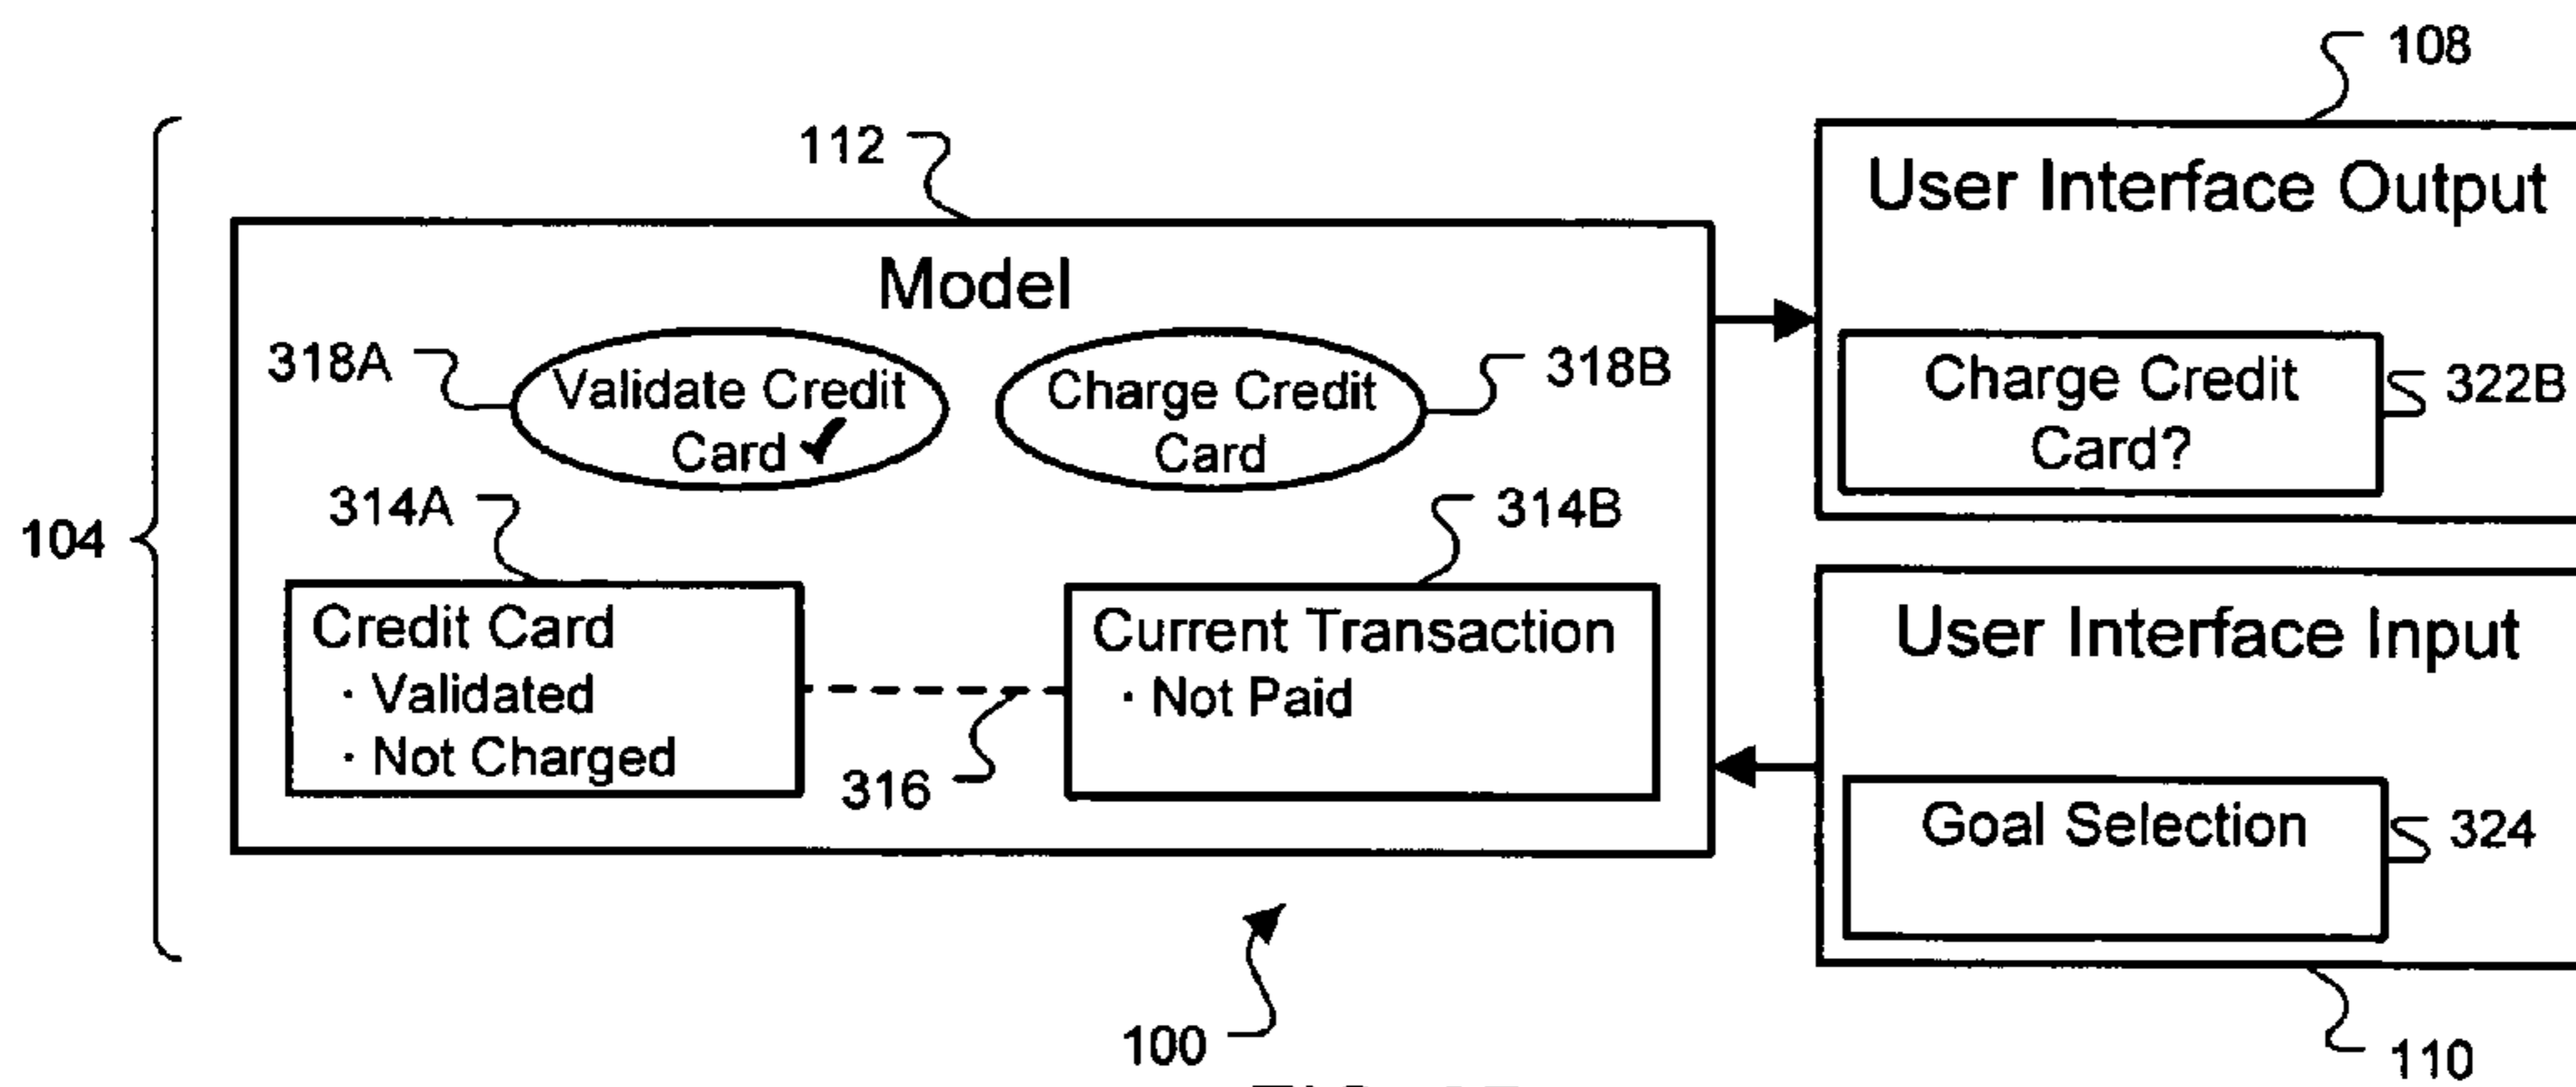 108
112
User Interface Output
Model
318A
Validate Credit
Card ✓
Charge Credit
Card
318B
Charge Credit
Card?
322B
314A
314B
104
Credit Card
· Validated
· Not Charged
Current Transaction
· Not Paid
316
User Interface Input
Goal Selection
324
100
110